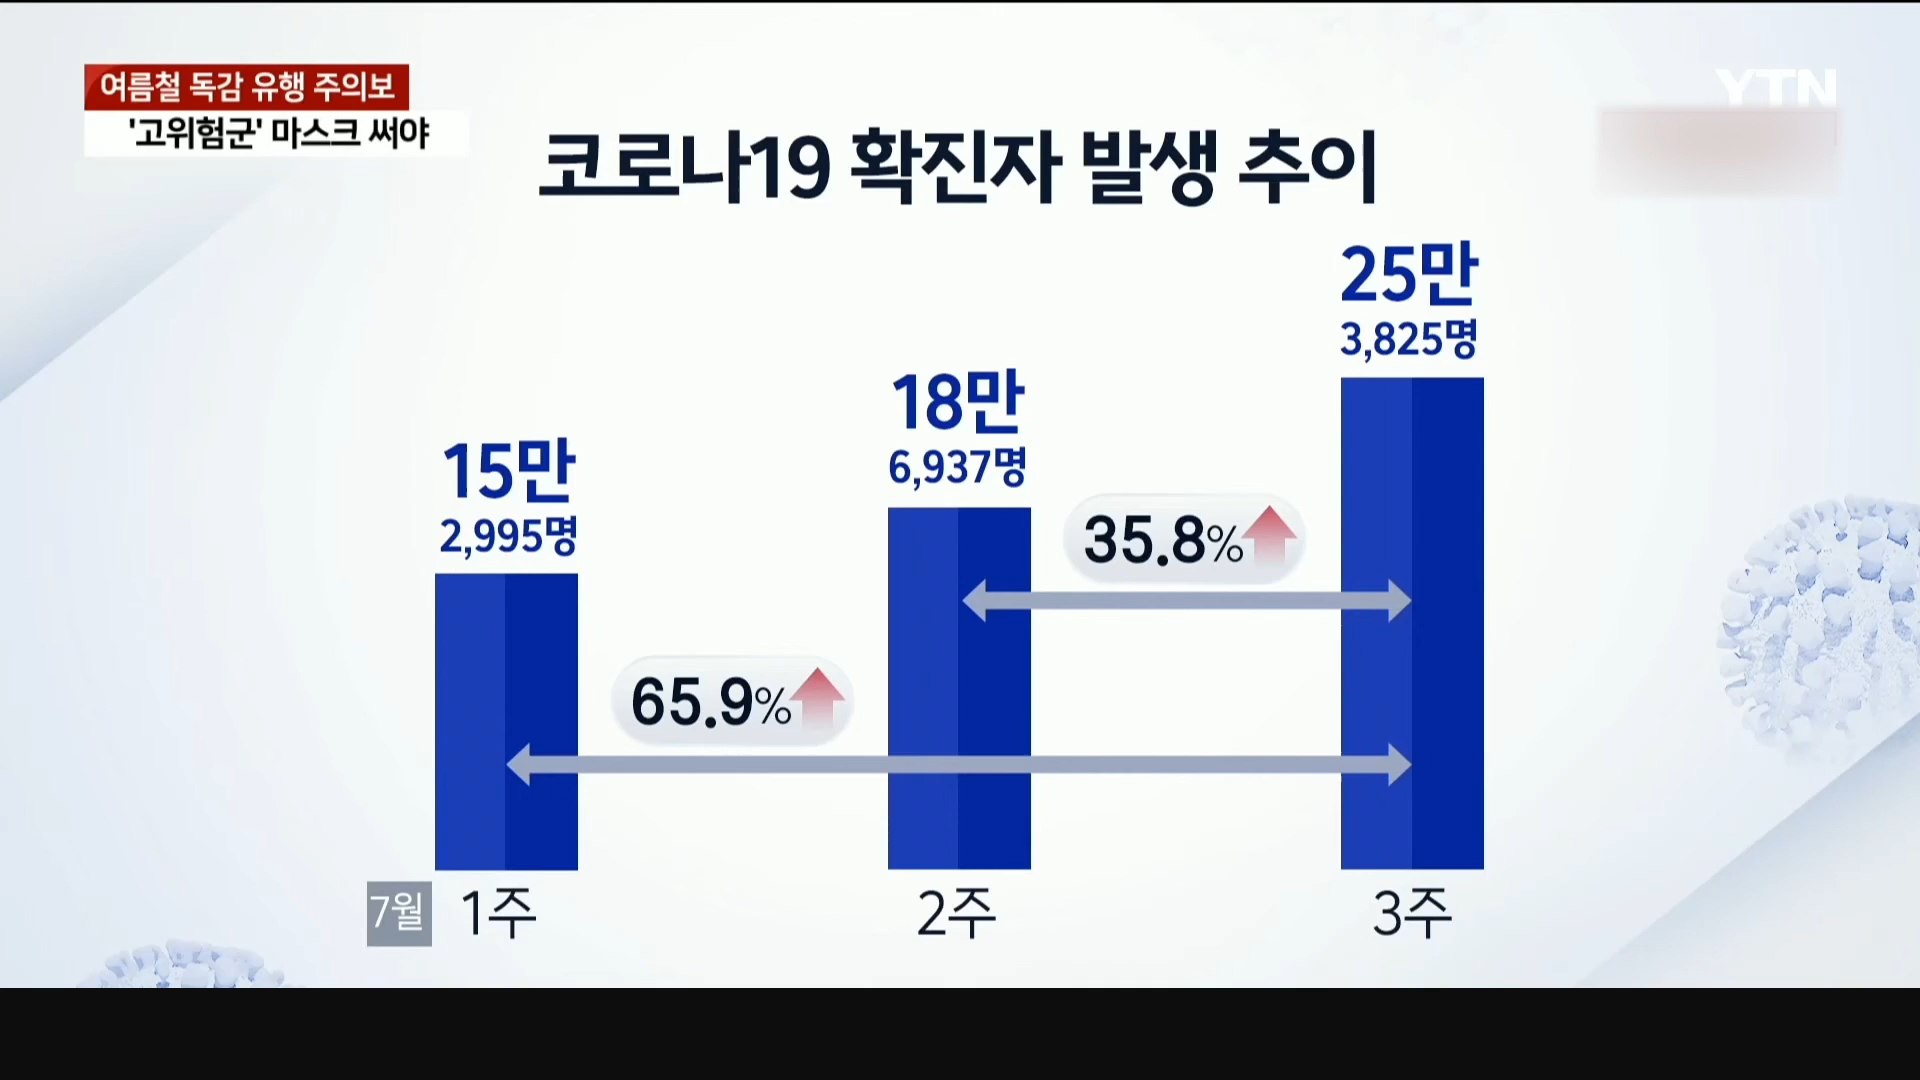 여름철 독감 유행 주의보
'고위험군' 마스크 써야
YTN
코로나19 확진자 발생 추이
25만
3,825명
18만
6,937명
15만
2,995명
35.8%
65.9%
7월 1주 2주 3주